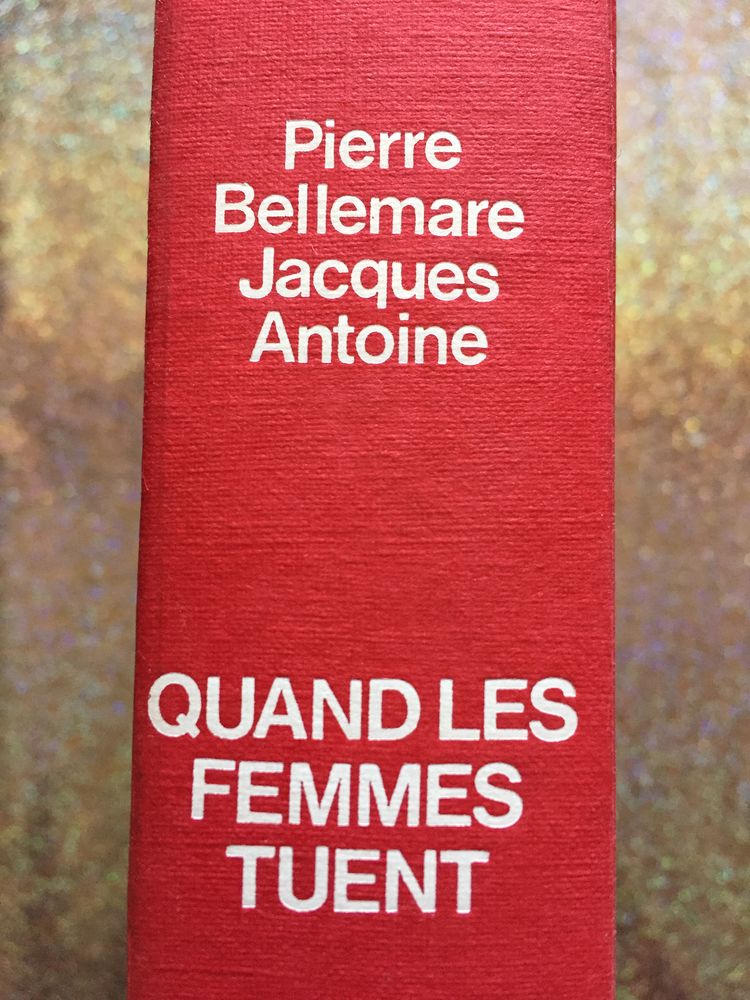 Pierre
Bellemare
Jacques
Antoine
QUAND LES
FEMMES
TUENT